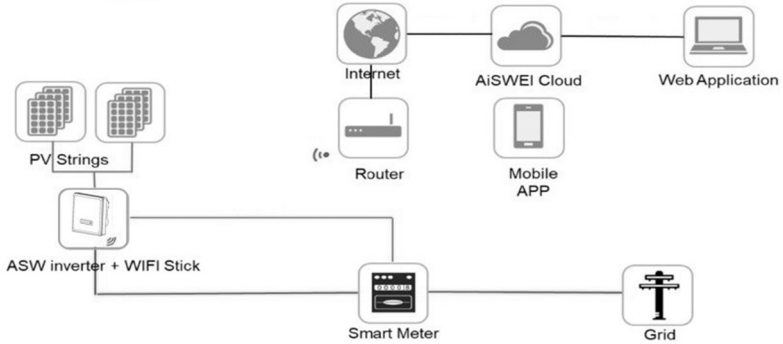 Internet
AiSWEI Cloud
Web Application
PV Strings
Router
Mobile
APP
ASW inverter + WIFI Stick
Smart Meter
Grid